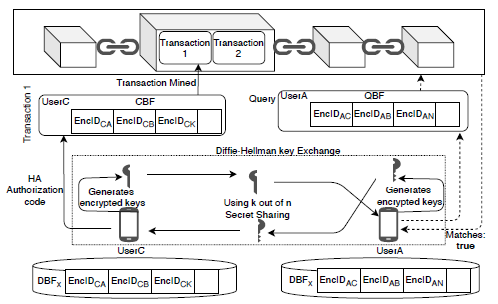 Transaction
1
Transaction
2
Transaction Mined
Transaction 1
UserC
CBF
EncID_CA EncID_CB EncID_CK
Query
UserA
QBF
EncID_AC EncID_AB EncID_AN
Diffie-Hellman key Exchange
HA
Authorization
code
Generates
encrypted keys
Using k out of n
Secret Sharing
Generates
encrypted keys
Matches:
true
UserC
UserA
DBF_X EncID_CA EncID_CB EncID_CK
DBF_X EncID_AC EncID_AB EncID_AN